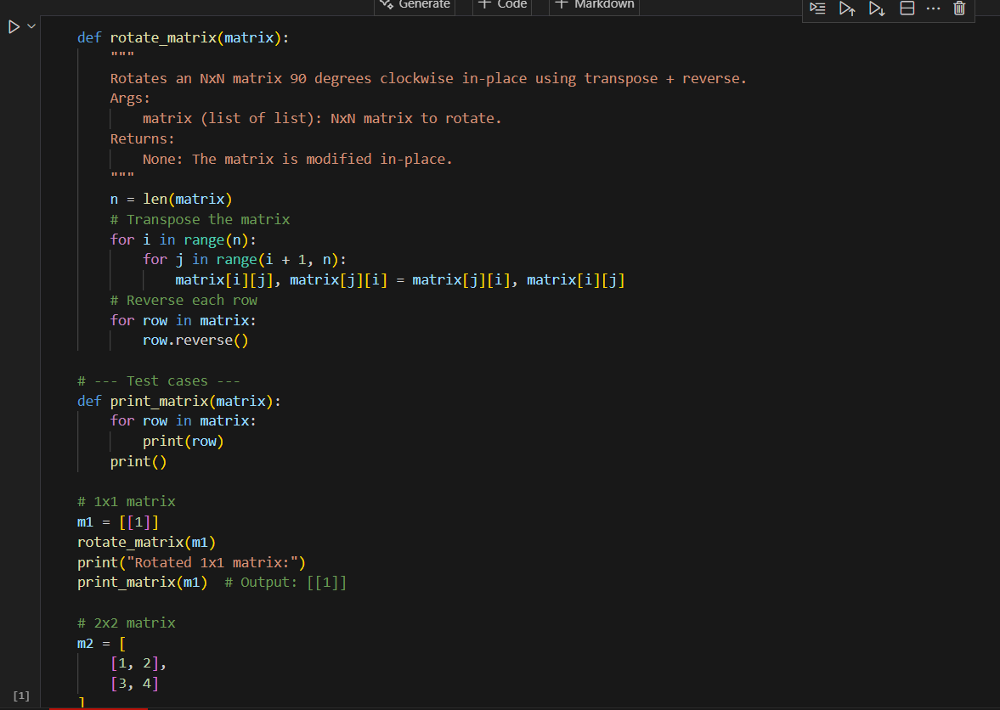 Generate + Code + Markdown
def rotate_matrix(matrix):
    """
    Rotates an NxN matrix 90 degrees clockwise in-place using transpose + reverse.
    Args:
        matrix (list of list): NxN matrix to rotate.
    Returns:
        None: The matrix is modified in-place.
    """
    n = len(matrix)
    # Transpose the matrix
    for i in range(n):
        for j in range(i + 1, n):
            matrix[i][j], matrix[j][i] = matrix[j][i], matrix[i][j]
    # Reverse each row
    for row in matrix:
        row.reverse()

# --- Test cases ---
def print_matrix(matrix):
    for row in matrix:
        print(row)
    print()

# 1x1 matrix
m1 = [[1]]
rotate_matrix(m1)
print("Rotated 1x1 matrix:")
print_matrix(m1)  # Output: [[1]]

# 2x2 matrix
m2 = [
    [1, 2],
    [3, 4]
[1]
]